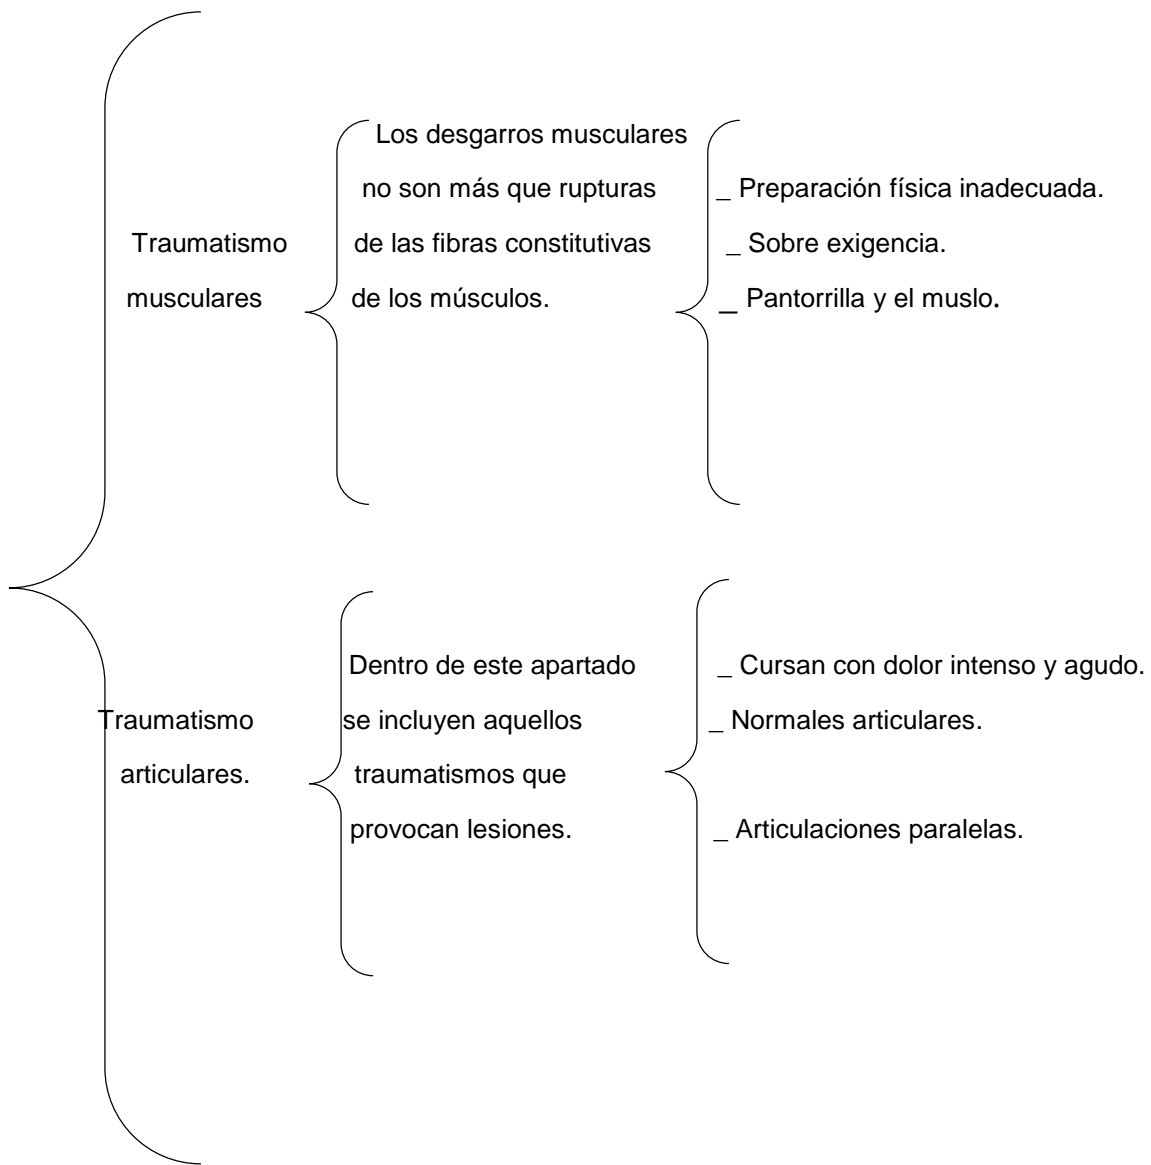 Traumatismo
musculares
Los desgarros musculares
no son más que rupturas
de las fibras constitutivas
de los músculos.
_ Preparación física inadecuada.
_ Sobre exigencia.
_ Pantorrilla y el muslo.
Traumatismo
articulares.
Dentro de este apartado
se incluyen aquellos
traumatismos que
provocan lesiones.
_ Cursan con dolor intenso y agudo.
_ Normales articulares.
_ Articulaciones paralelas.